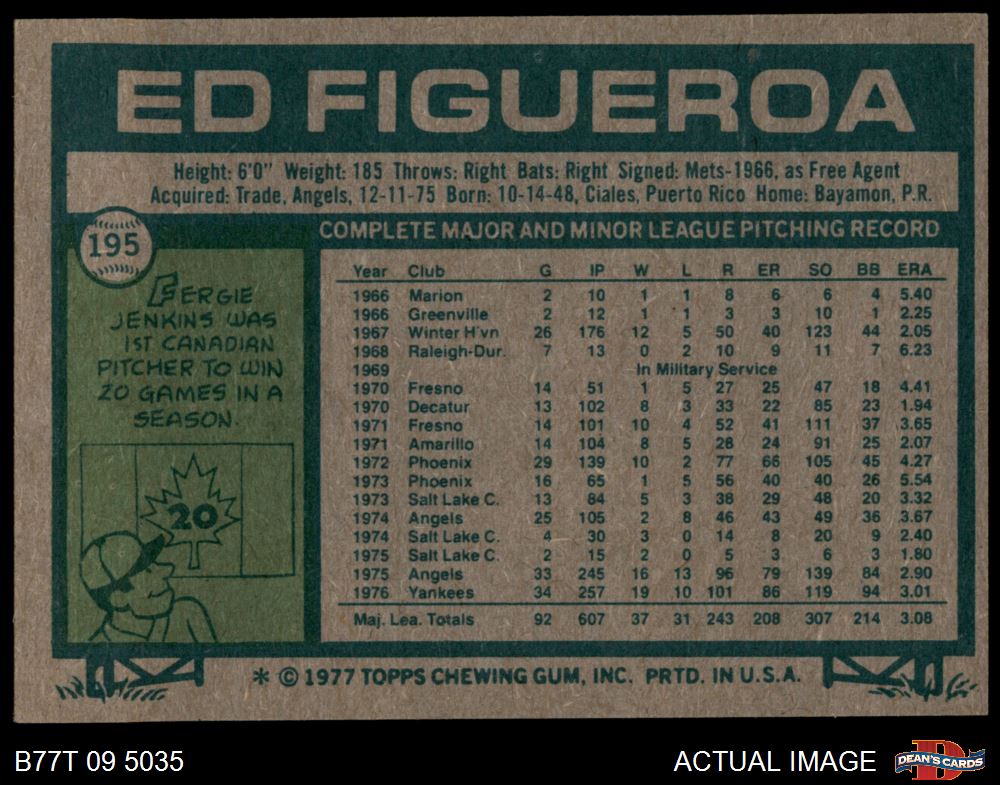 ED FIGUEROA
Height: 6'0" Weight: 185 Throws: Right Bats: Right Signed: Mets-1966, as Free Agent
Acquired: Trade, Angels, 12-11-75 Born: 10-14-48, Ciales, Puerto Rico Home: Bayamon, P.R.
195
FERGIE
JENKINS WAS
1ST CANADIAN
PITCHER TO WIN
20 GAMES IN A
SEASON.
20
COMPLETE MAJOR AND MINOR LEAGUE PITCHING RECORD
Year Club G IP W L R ER SO BB ERA
1966 Marion 2 10 1 1 8 6 6 4 5.40
1966 Greenville 2 12 1 1 3 3 10 1 2.25
1967 Winter H'vn 26 176 12 5 50 40 123 44 2.05
1968 Raleigh-Dur. 7 13 0 2 10 9 11 7 6.23
1969 In Military Service
1970 Fresno 14 51 1 5 27 25 47 18 4.41
1970 Decatur 13 102 8 3 33 22 85 23 1.94
1971 Fresno 14 101 10 4 52 41 111 37 3.65
1971 Amarillo 14 104 8 5 28 24 91 25 2.07
1972 Phoenix 29 139 10 2 77 66 105 45 4.27
1973 Phoenix 16 65 1 5 56 40 40 26 5.54
1973 Salt Lake C. 13 84 5 3 38 29 48 20 3.32
1974 Angels 25 105 2 8 46 43 49 36 3.67
1974 Salt Lake C. 4 30 3 0 14 8 20 9 2.40
1975 Salt Lake C. 2 15 2 0 5 3 6 3 1.80
1975 Angels 33 245 16 13 96 79 139 84 2.90
1976 Yankees 34 257 19 10 101 86 119 94 3.01
Maj. Lea. Totals 92 607 37 31 243 208 307 214 3.08
* © 1977 TOPPS CHEWING GUM, INC. PRTD. IN U.S.A.
B77T 09 5035
ACTUAL IMAGE
D
DEAN'S CARDS